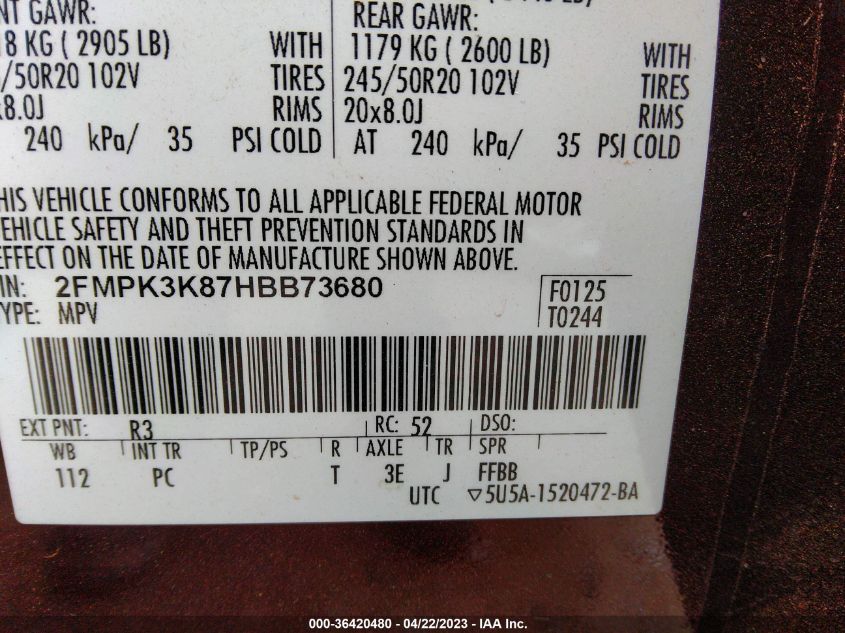 NT GAWR: REAR GAWR:
18 KG ( 2905 LB) WITH 1179 KG ( 2600 LB) WITH
/50R20 102V TIRES 245/50R20 102V TIRES
x8.0J RIMS 20x8.0J RIMS
240 kPa/ 35 PSI COLD AT 240 kPa/ 35 PSI COLD
HIS VEHICLE CONFORMS TO ALL APPLICABLE FEDERAL MOTOR
EHICLE SAFETY AND THEFT PREVENTION STANDARDS IN
EFFECT ON THE DATE OF MANUFACTURE SHOWN ABOVE.
IN: 2FMPK3K87HBB73680 F0125
YPE: MPV T0244
EXT PNT: R3 RC: 52 DSO:
WB INT TR TP/PS R AXLE TR SPR
112 PC T 3E J FFBB
UTC ▽5U5A-1520472-BA
000-36420480 - 04/22/2023 - IAA Inc.